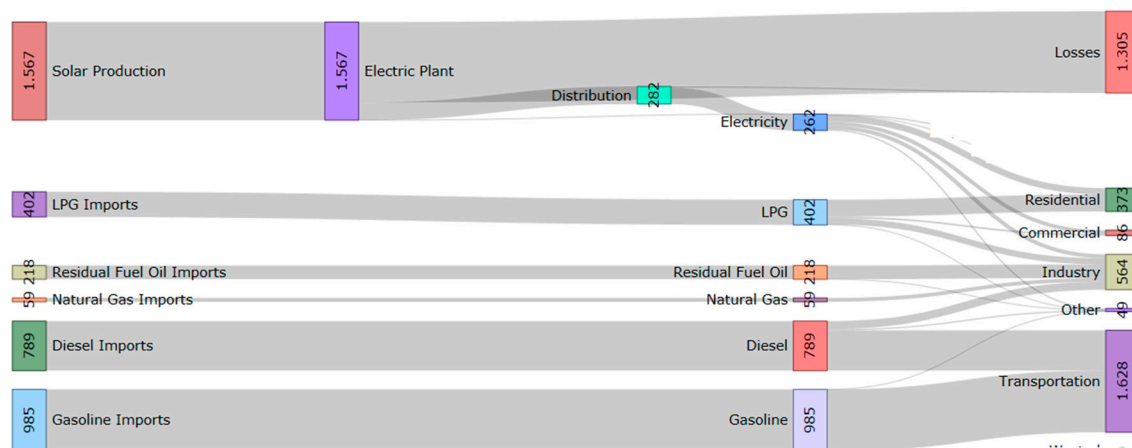 1.567 Solar Production
1.567 Electric Plant
Losses 1.305
Distribution 282
Electricity 262
402 LPG Imports
LPG 402
Residential 373
Commercial 86
218 Residual Fuel Oil Imports
Residual Fuel Oil 218
Industry 564
59 Natural Gas Imports
Natural Gas 59
Other 49
789 Diesel Imports
Diesel 789
Transportation 1.628
985 Gasoline Imports
Gasoline 985